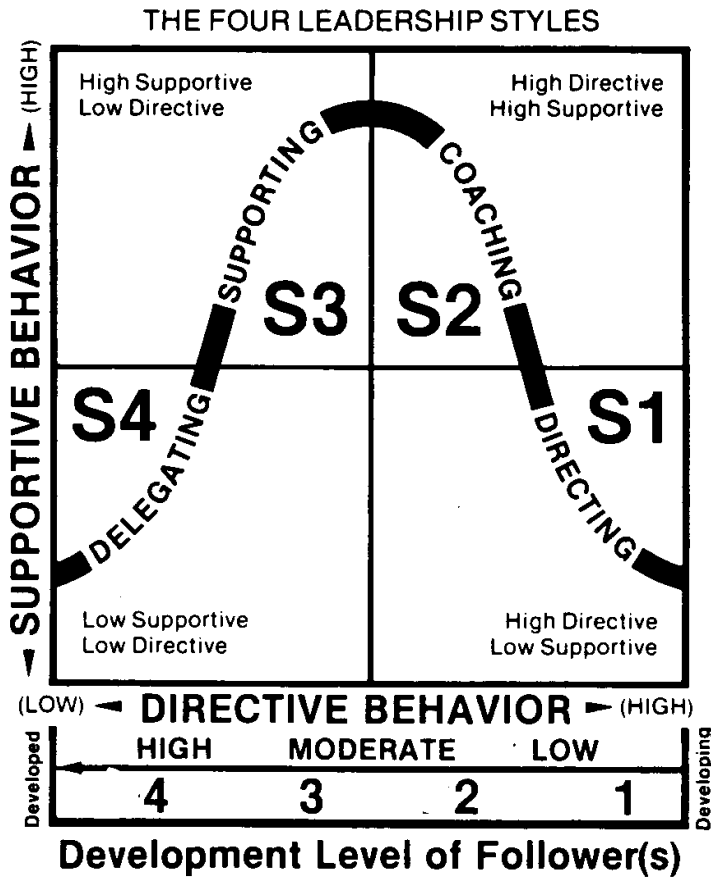 THE FOUR LEADERSHIP STYLES
(HIGH)
SUPPORTIVE BEHAVIOR
High Supportive
Low Directive
High Directive
High Supportive
SUPPORTING
COACHING
S3
S2
S4
S1
DELEGATING
DIRECTING
Low Supportive
Low Directive
High Directive
Low Supportive
(LOW) DIRECTIVE BEHAVIOR (HIGH)
Developed
HIGH MODERATE LOW
4 3 2 1
Developing
Development Level of Follower(s)